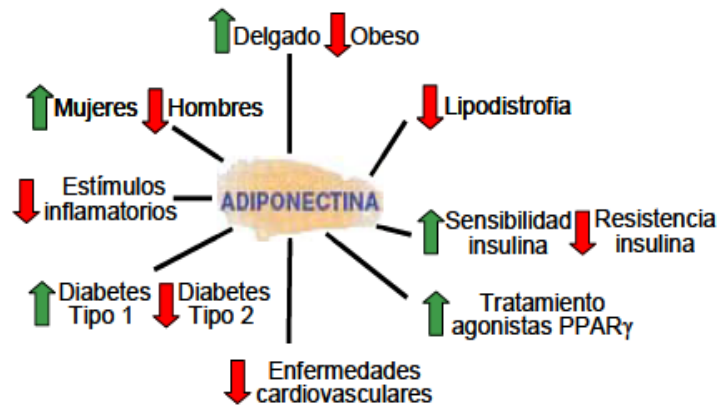 Delgado Obeso
Mujeres Hombres
Lipodistrofia
Estímulos
inflamatorios
ADIPONECTINA
Sensibilidad
insulina
Resistencia
insulina
Diabetes
Tipo 1
Diabetes
Tipo 2
Tratamiento
agonistas PPARγ
Enfermedades
cardiovasculares